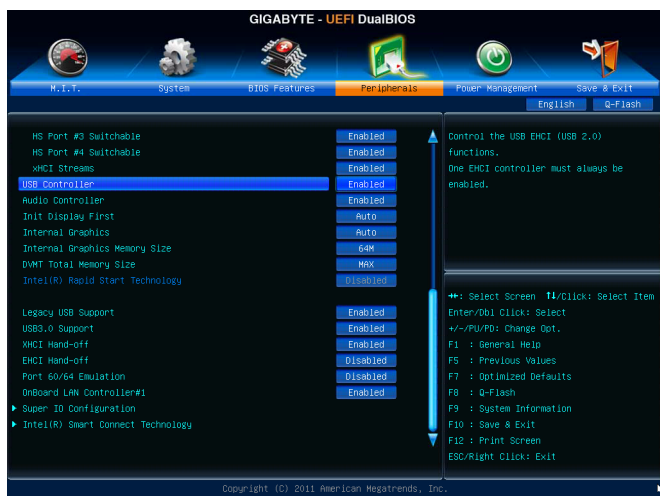 GIGABYTE - UEFI DualBIOS
M.I.T. System BIOS Features Peripherals Power Management Save & Exit
English Q-Flash
HS Port #3 Switchable Enabled
HS Port #4 Switchable Enabled
xHCI Streams Enabled
USB Controller Enabled
Audio Controller Enabled
Init Display First Auto
Internal Graphics Auto
Internal Graphics Memory Size 64M
DVMT Total Memory Size MAX
Intel(R) Rapid Start Technology Disabled
Legacy USB Support Enabled
USB3.0 Support Enabled
XHCI Hand-off Enabled
EHCI Hand-off Disabled
Port 60/64 Emulation Disabled
OnBoard LAN Controller#1 Enabled
Super IO Configuration
Intel(R) Smart Connect Technology
Control the USB EHCI (USB 2.0)
functions.
One EHCI controller must always be
enabled.
→←: Select Screen ↑↓/Click: Select Item
Enter/Dbl Click: Select
+/-/PU/PD: Change Opt.
F1 : General Help
F5 : Previous Values
F7 : Optimized Defaults
F8 : Q-Flash
F9 : System Information
F10 : Save & Exit
F12 : Print Screen
ESC/Right Click: Exit
Copyright (C) 2011 American Megatrends, Inc.